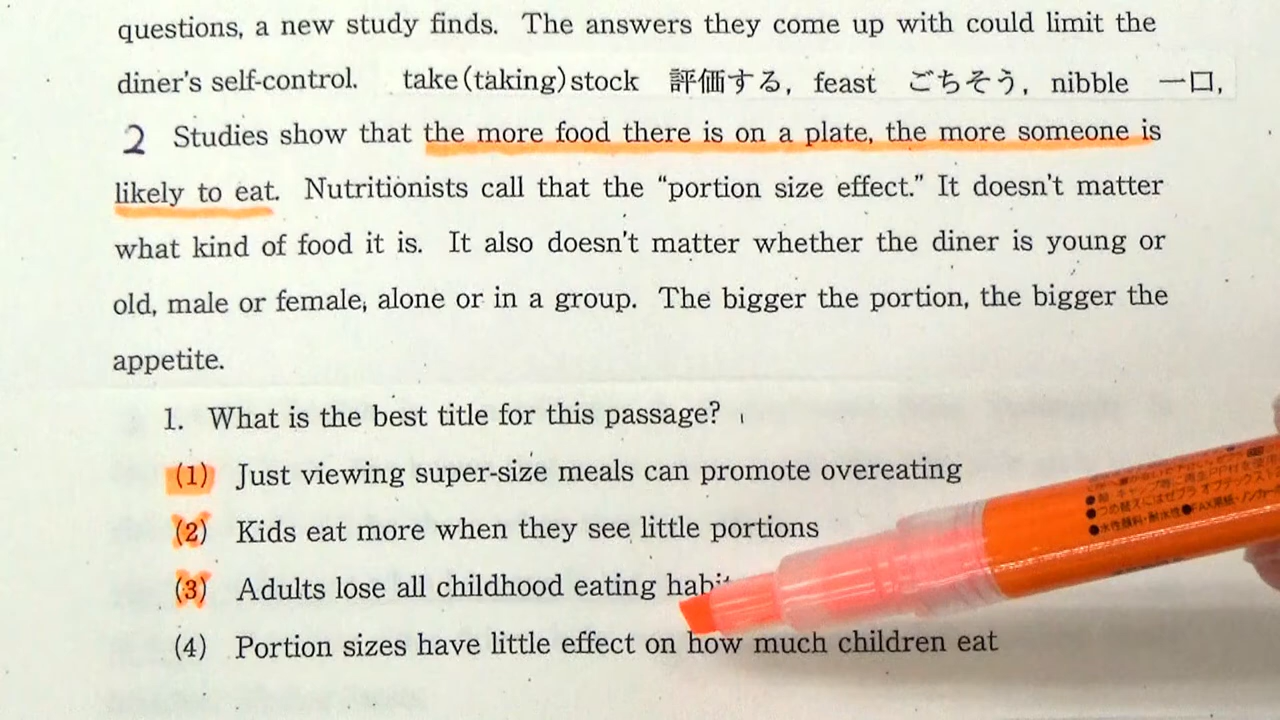 questions, a new study finds. The answers they come up with could limit the
diner's self-control. take(taking)stock 評価する, feast ごちそう, nibble 一口,
2 Studies show that the more food there is on a plate, the more someone is
likely to eat. Nutritionists call that the “portion size effect.” It doesn't matter
what kind of food it is. It also doesn't matter whether the diner is young or
old, male or female, alone or in a group. The bigger the portion, the bigger the
appetite.
1. What is the best title for this passage?
(1) Just viewing super-size meals can promote overeating
(2) Kids eat more when they see little portions
(3) Adults lose all childhood eating
(4) Portion sizes have little effect on how much children eat